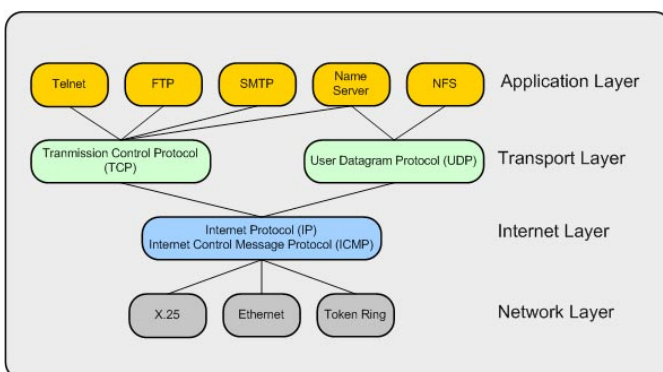 Telnet
FTP
SMTP
Name
Server
NFS
Application Layer
Tranmission Control Protocol
(TCP)
User Datagram Protocol (UDP)
Transport Layer
Internet Protocol (IP)
Internet Control Message Protocol (ICMP)
Internet Layer
X.25
Ethernet
Token Ring
Network Layer